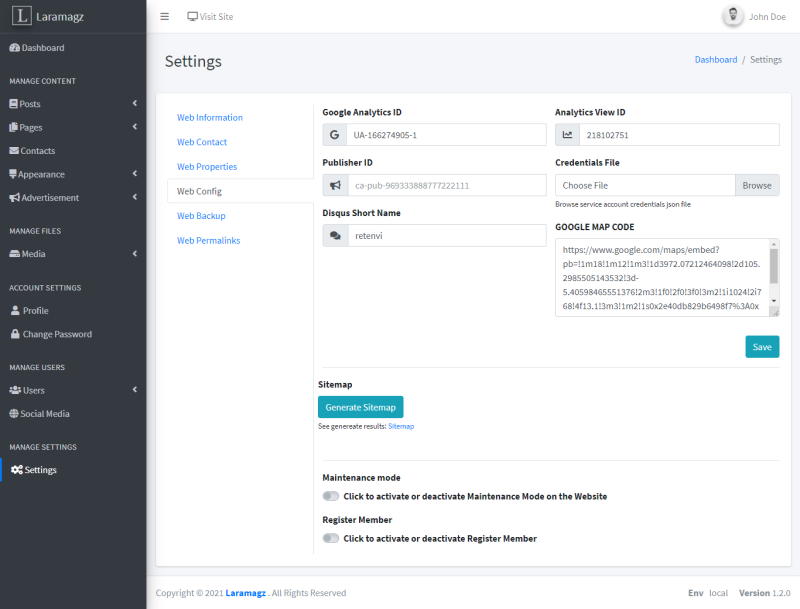 L Laramagz
Visit Site
John Doe
Dashboard
MANAGE CONTENT
Posts
Pages
Contacts
Appearance
Advertisement
MANAGE FILES
Media
ACCOUNT SETTINGS
Profile
Change Password
MANAGE USERS
Users
Social Media
MANAGE SETTINGS
Settings
Settings
Dashboard / Settings
Web Information
Web Contact
Web Properties
Web Config
Web Backup
Web Permalinks
Google Analytics ID
UA-166274905-1
Analytics View ID
218102751
Publisher ID
ca-pub-969333888777222111
Credentials File
Choose File Browse
Browse service account credentials json file
Disqus Short Name
retenvi
GOOGLE MAP CODE
https://www.google.com/maps/embed?
pb=!1m18!1m12!1m3!1d3972.07212464098!2d105.
2985505143532!3d-
5.40598465551376!2m3!1f0!2f0!3f0!3m2!1i1024!2i7
68!4f13.1!3m3!1m2!1s0x2e40db829b6498f7%3A0x
Save
Sitemap
Generate Sitemap
See genereate results: Sitemap
Maintenance mode
Click to activate or deactivate Maintenance Mode on the Website
Register Member
Click to activate or deactivate Register Member
Copyright © 2021 Laramagz . All Rights Reserved
Env local Version 1.2.0